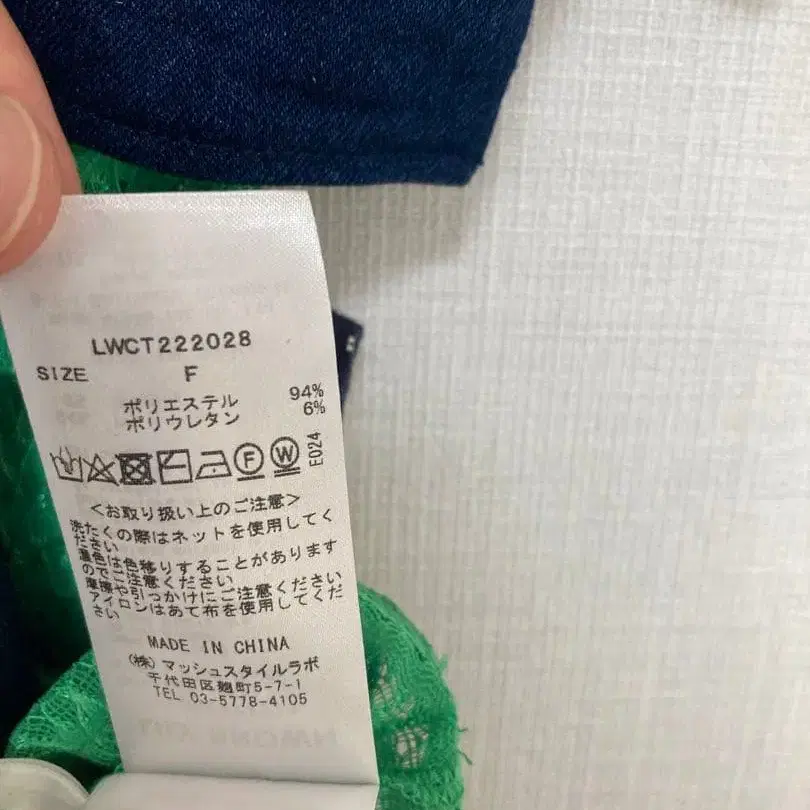 LWCT222028
SIZE F
ポリエステル 94%
ポリウレタン 6%
F W E024
<お取り扱い上のご注意>
洗たくの際はネットを使用してく
ださい
濃色は色移りすることがあります
のでご注意ください
摩擦や引っかけにご注意ください
アイロンはあて布を使用してくだ
さい
MADE IN CHINA
(株)マッシュスタイルラボ
千代田区麹町5-7-1
TEL 03-5778-4105